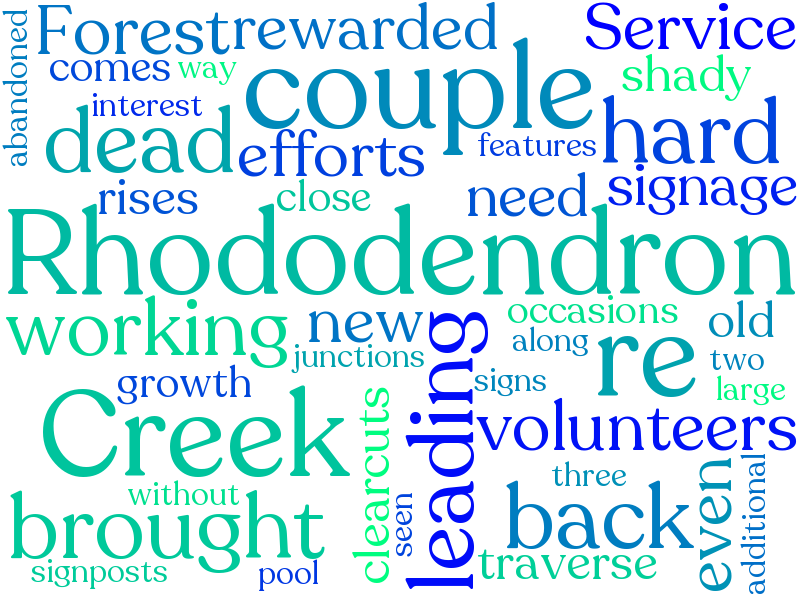 abandoned
Forest
rewarded
Service
comes
way
couple
shady
interest
dead
efforts
features
hard
rises
close
need
signage
Rhododendron
working
new
occasions
old
junctions
along
re
two
growth
leading
signs
large
Creek
clearcuts
volunteers
without
brought
seen
back
three
even
additional
signposts
pool
traverse